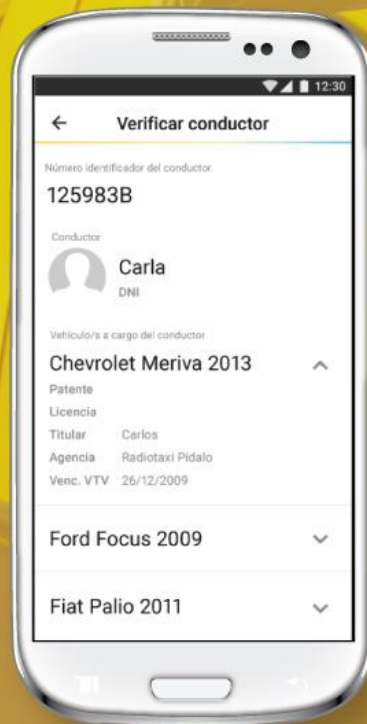 12:30
Verificar conductor
Número identificador del conductor
125983B
Conductor
Carla
DNI
Vehículo/s a cargo del conductor
Chevrolet Meriva 2013
Patente
Licencia
Titular Carlos
Agencia Radiotaxi Pídalo
Venc. VTV 26/12/2009
Ford Focus 2009
Fiat Palio 2011